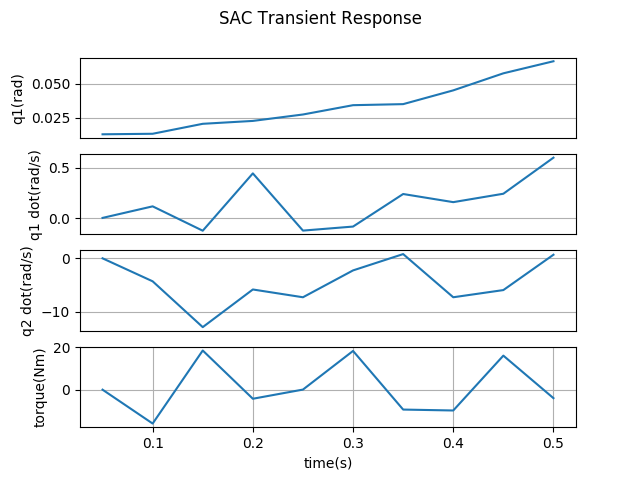 SAC Transient Response
0.050
0.025
q1(rad)
0.5
0.0
q1 dot(rad/s)
0
−10
q2 dot(rad/s)
20
0
torque(Nm)
0.1 0.2 0.3 0.4 0.5
time(s)